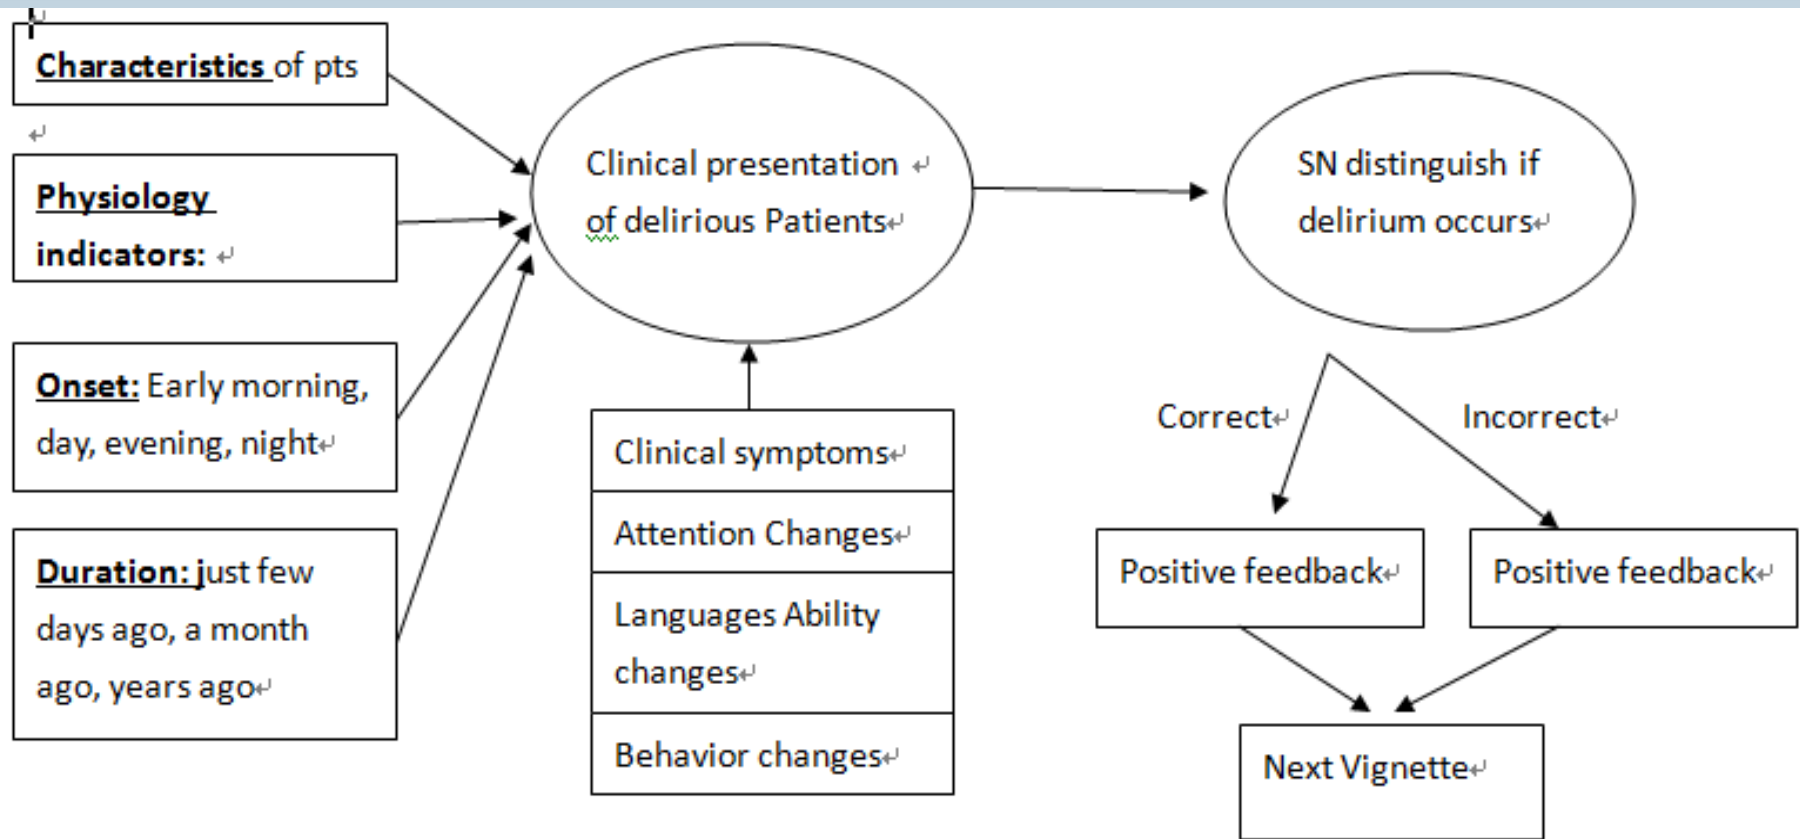 Characteristics of pts
Physiology
indicators:
Onset: Early morning,
day, evening, night
Duration: just few
days ago, a month
ago, years ago
Clinical presentation
of delirious Patients
Clinical symptoms
Attention Changes
Languages Ability
changes
Behavior changes
SN distinguish if
delirium occurs
Correct
Incorrect
Positive feedback
Positive feedback
Next Vignette